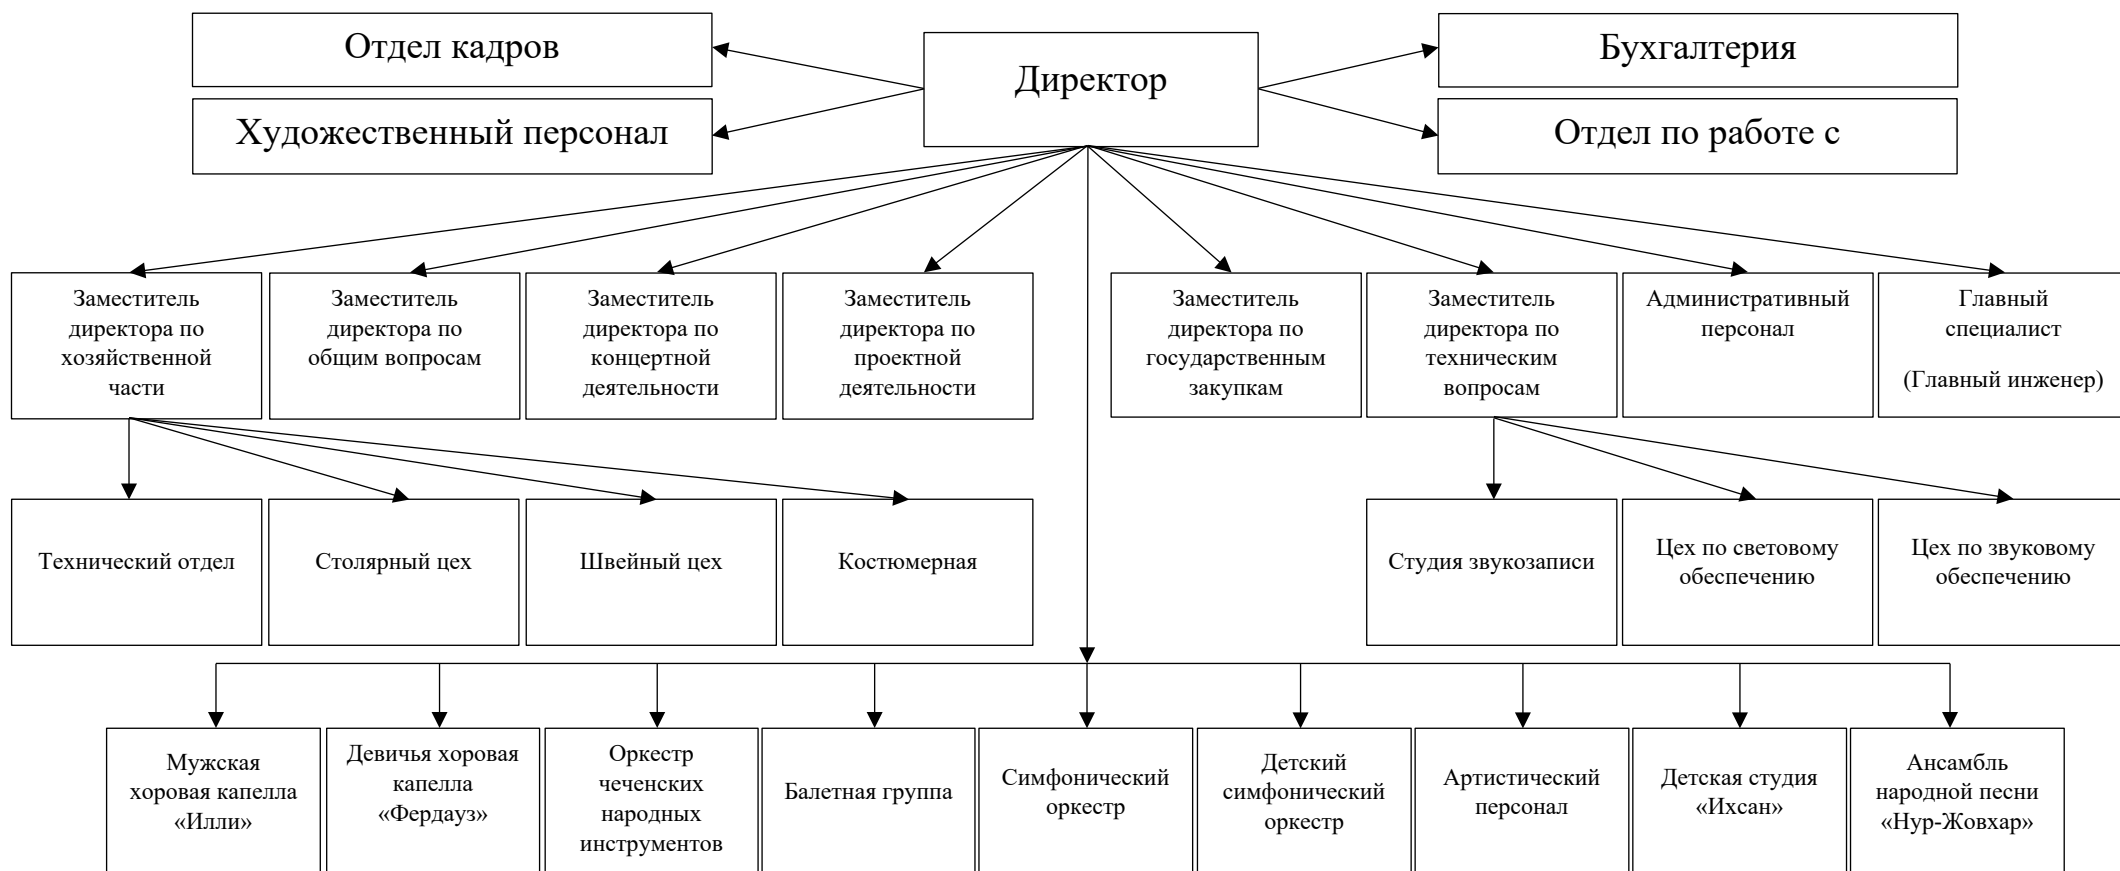 Отдел кадров
Директор
Бухгалтерия
Художественный персонал
Отдел по работе с
Заместитель
директора по
хозяйственной
части
Заместитель
директора по
общим вопросам
Заместитель
директора по
концертной
деятельности
Заместитель
директора по
проектной
деятельности
Заместитель
директора по
государственным
закупкам
Заместитель
директора по
техническим
вопросам
Административный
персонал
Главный
специалист
(Главный инженер)
Технический отдел
Столярный цех
Швейный цех
Костюмерная
Студия звукозаписи
Цех по световому
обеспечению
Цех по звуковому
обеспечению
Мужская
хоровая капелла
«Илли»
Девичья хоровая
капелла
«Фердауз»
Оркестр
чеченских
народных
инструментов
Балетная группа
Симфонический
оркестр
Детский
симфонический
оркестр
Артистический
персонал
Детская студия
«Ихсан»
Ансамбль
народной песни
«Нур-Жовхар»